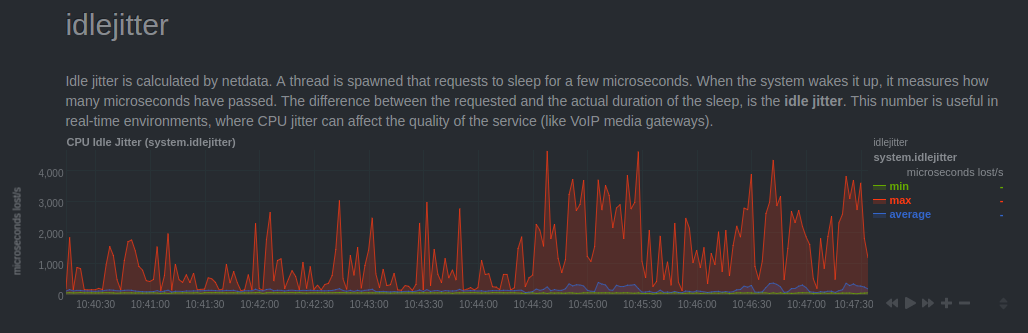 idlejitter
Idle jitter is calculated by netdata. A thread is spawned that requests to sleep for a few microseconds. When the system wakes it up, it measures how
many microseconds have passed. The difference between the requested and the actual duration of the sleep, is the idle jitter. This number is useful in
real-time environments, where CPU jitter can affect the quality of the service (like VoIP media gateways).
CPU Idle Jitter (system.idlejitter)
idlejitter
system.idlejitter
microseconds lost/s
min -
max -
average -
microseconds lost/s
4,000
3,000
2,000
1,000
0
10:40:30 10:41:00 10:41:30 10:42:00 10:42:30 10:43:00 10:43:30 10:44:00 10:44:30 10:45:00 10:45:30 10:46:00 10:46:30 10:47:00 10:47:30